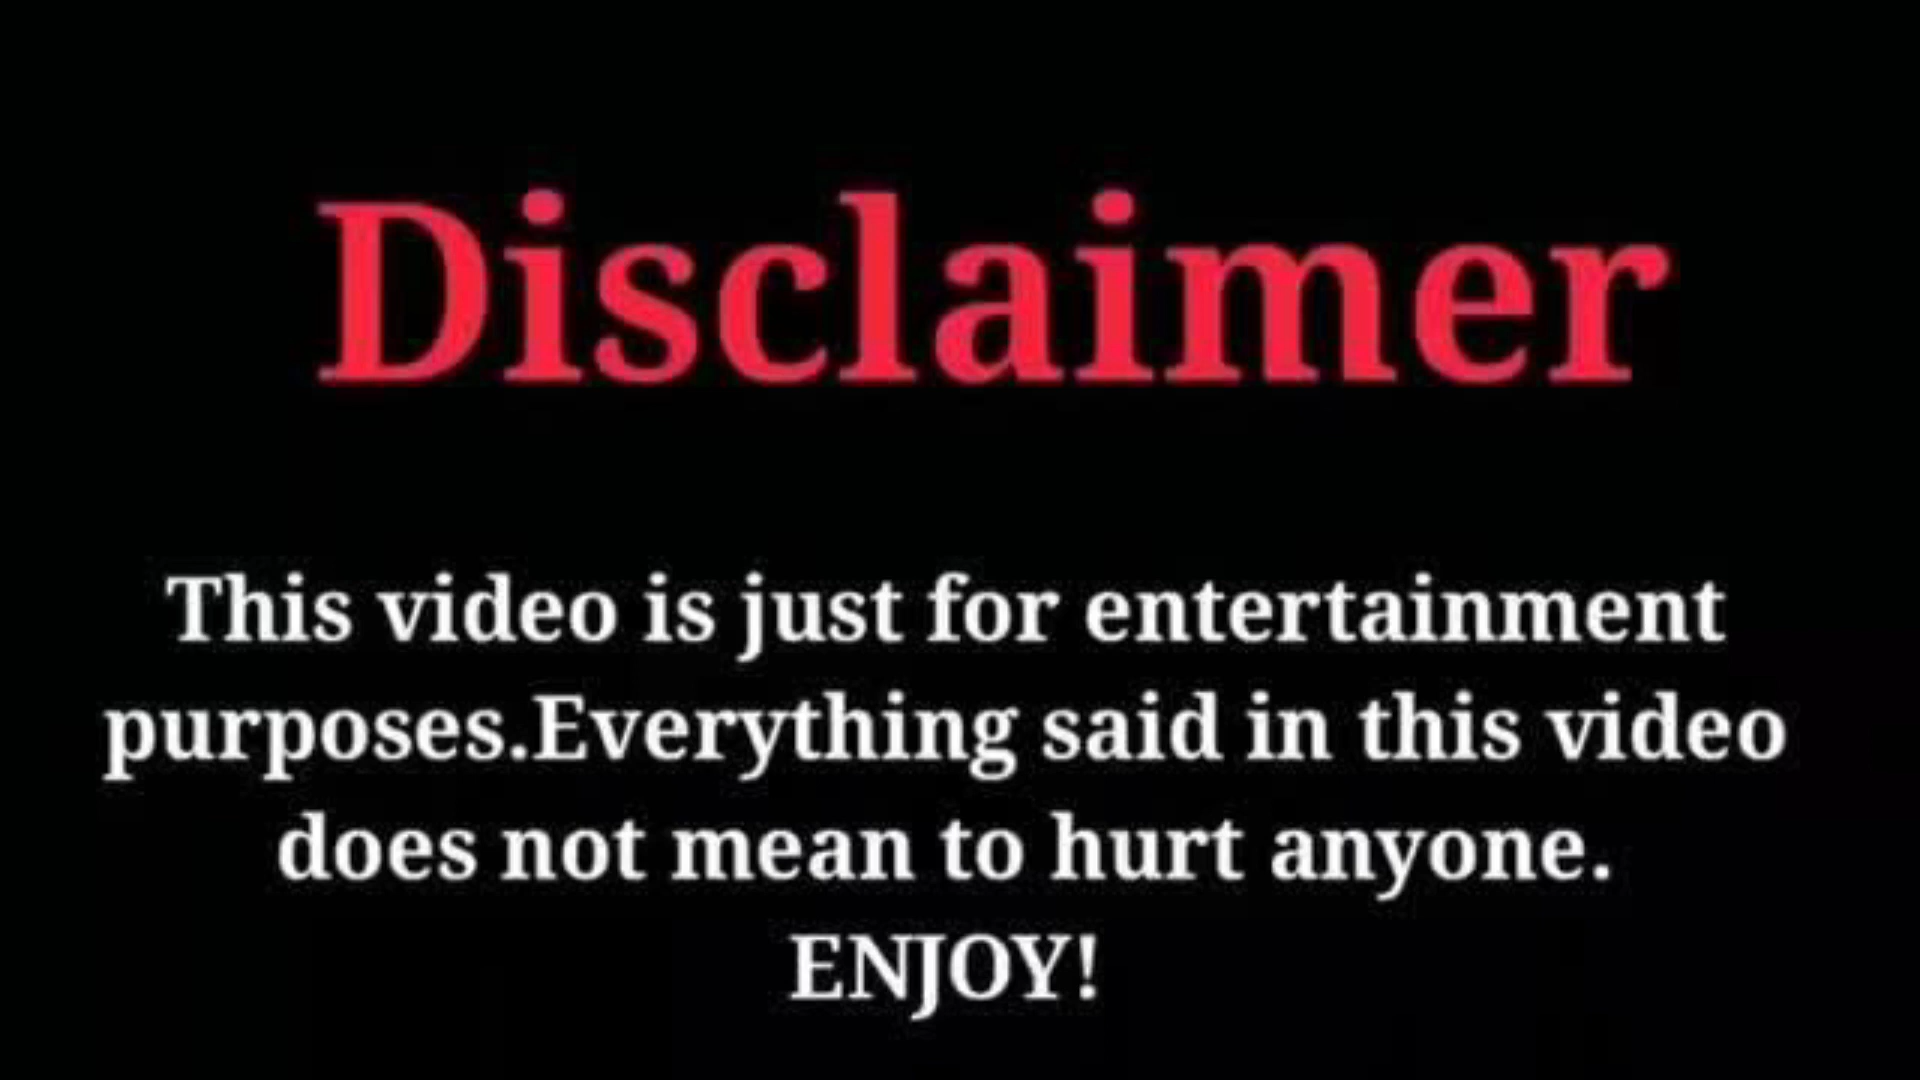 Disclaimer
This video is just for entertainment
purposes.Everything said in this video
does not mean to hurt anyone.
ENJOY!